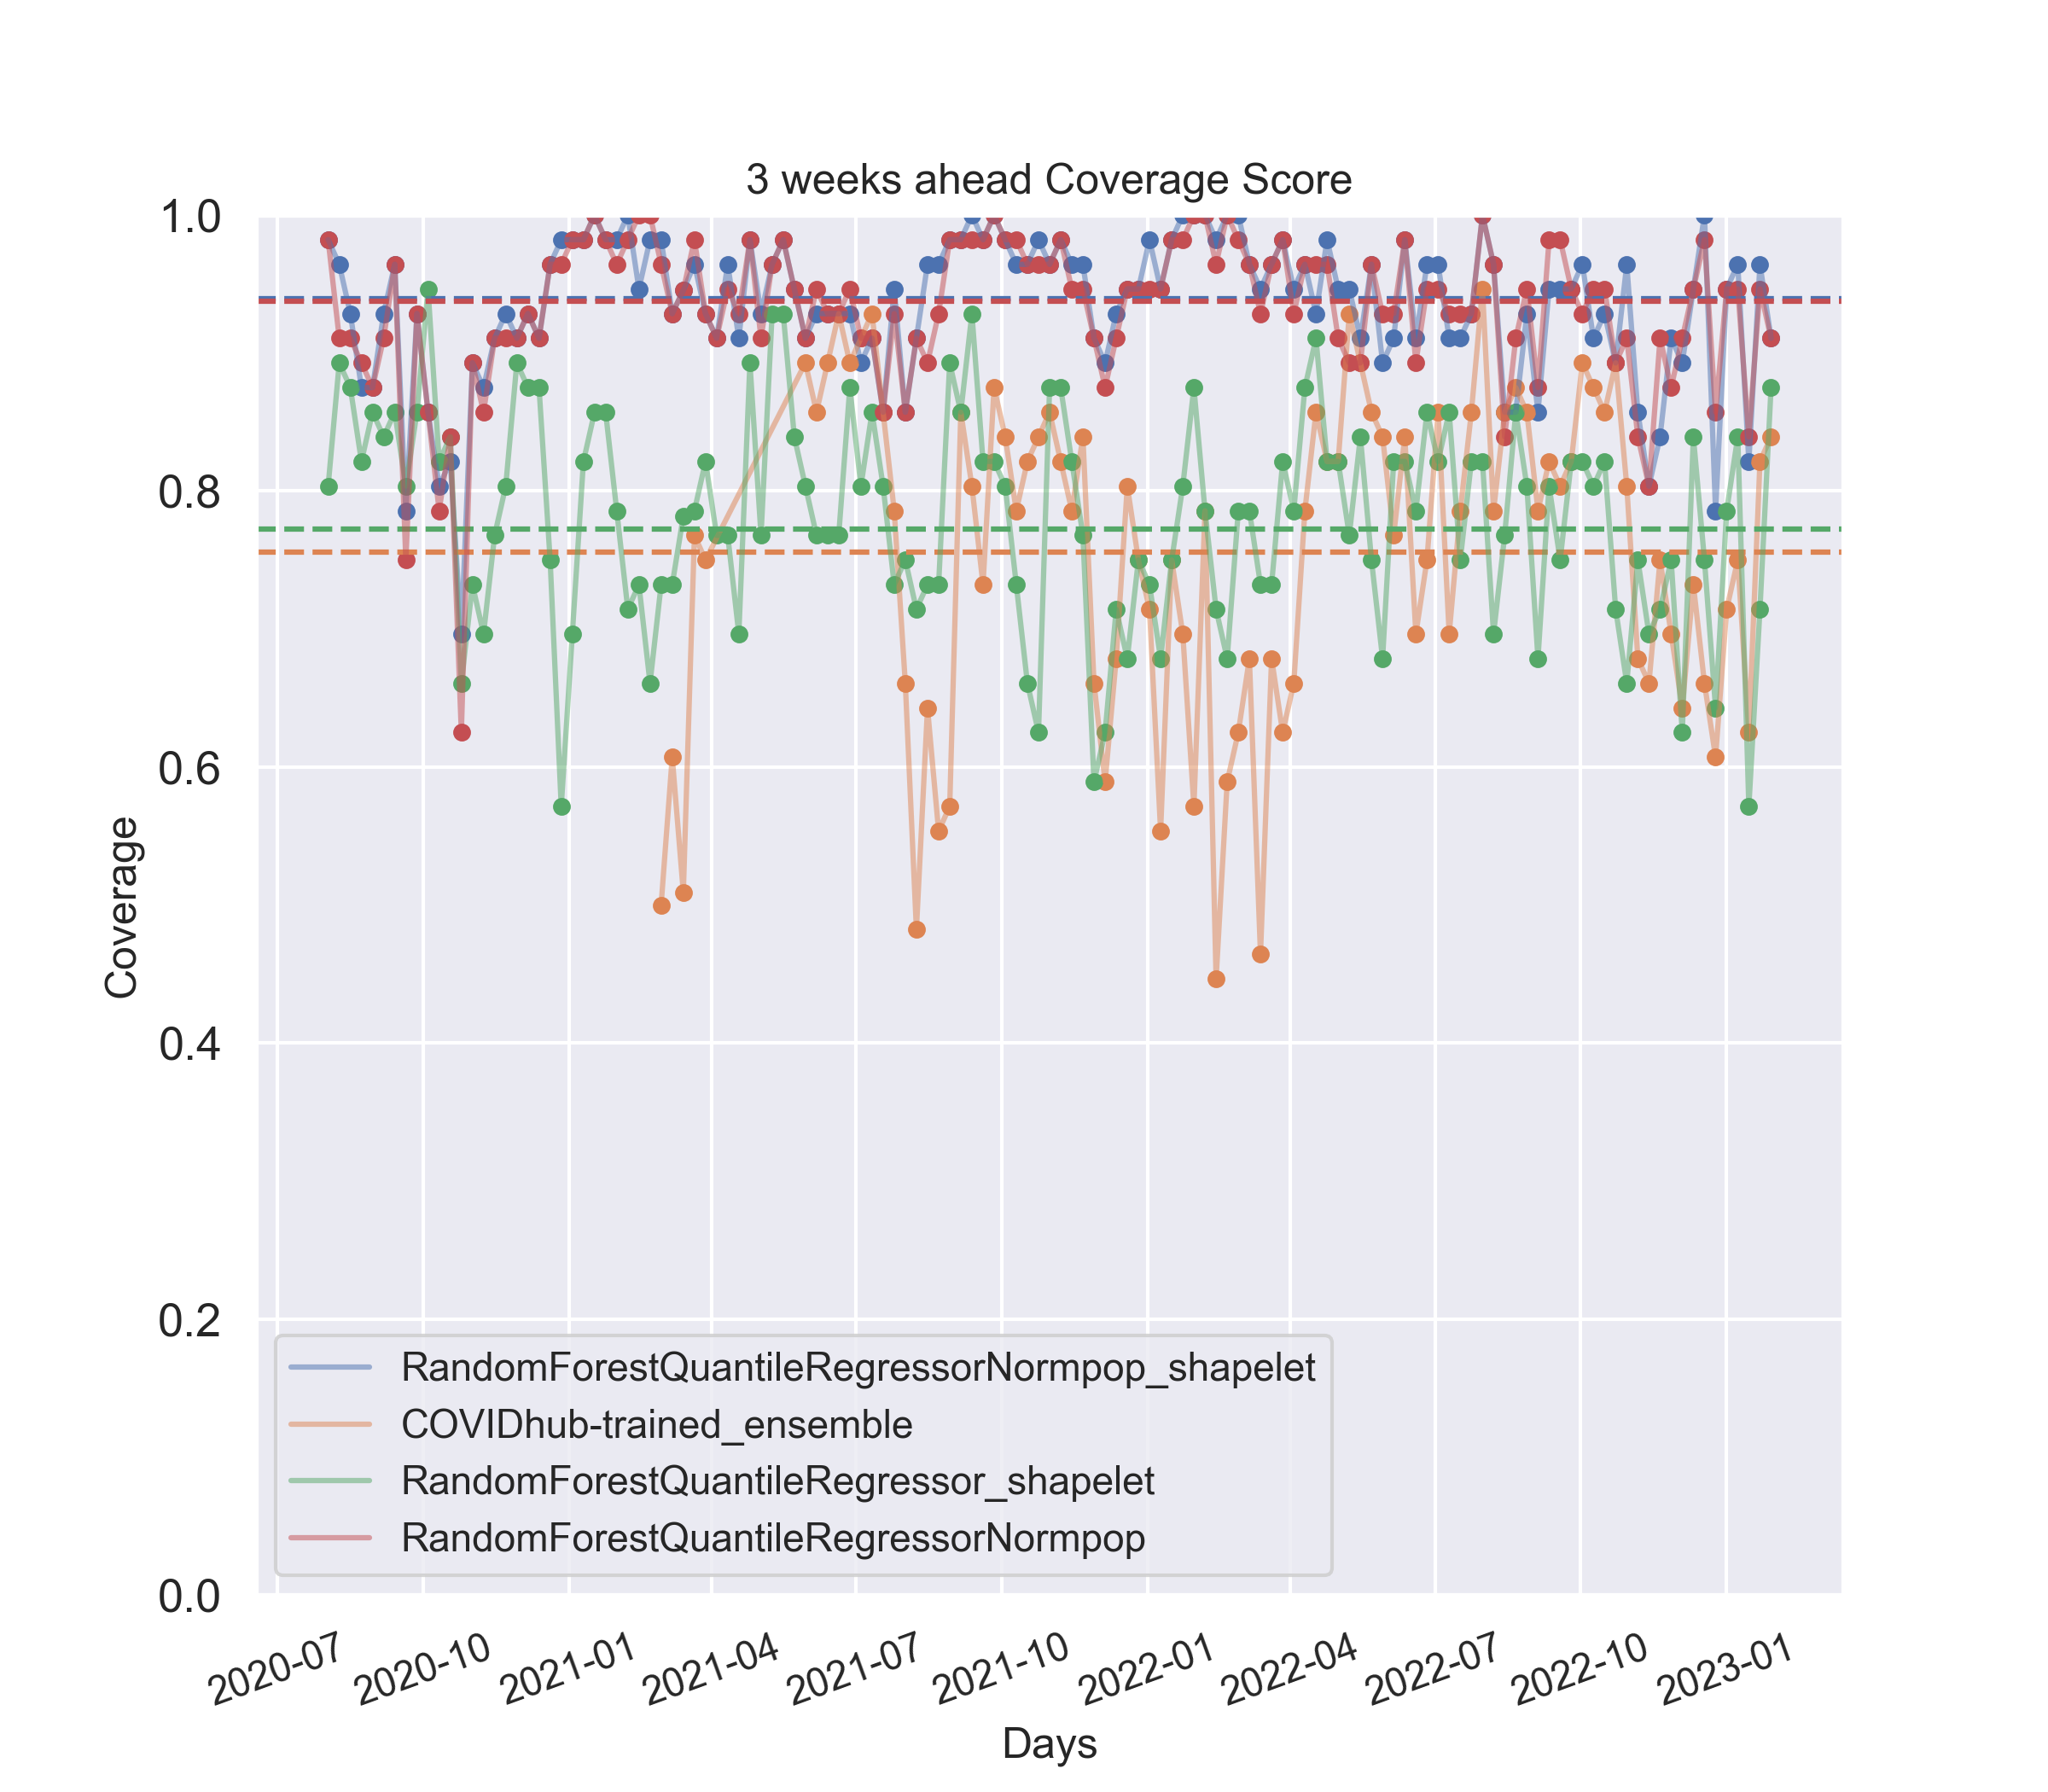 3 weeks ahead Coverage Score
1.0
0.8
0.6
0.4
0.2
0.0
Coverage
RandomForestQuantileRegressorNormpop_shapelet
COVIDhub-trained_ensemble
RandomForestQuantileRegressor_shapelet
RandomForestQuantileRegressorNormpop
2020-07
2020-10
2021-01
2021-04
2021-07
2021-10
2022-01
2022-04
2022-07
2022-10
2023-01
Days